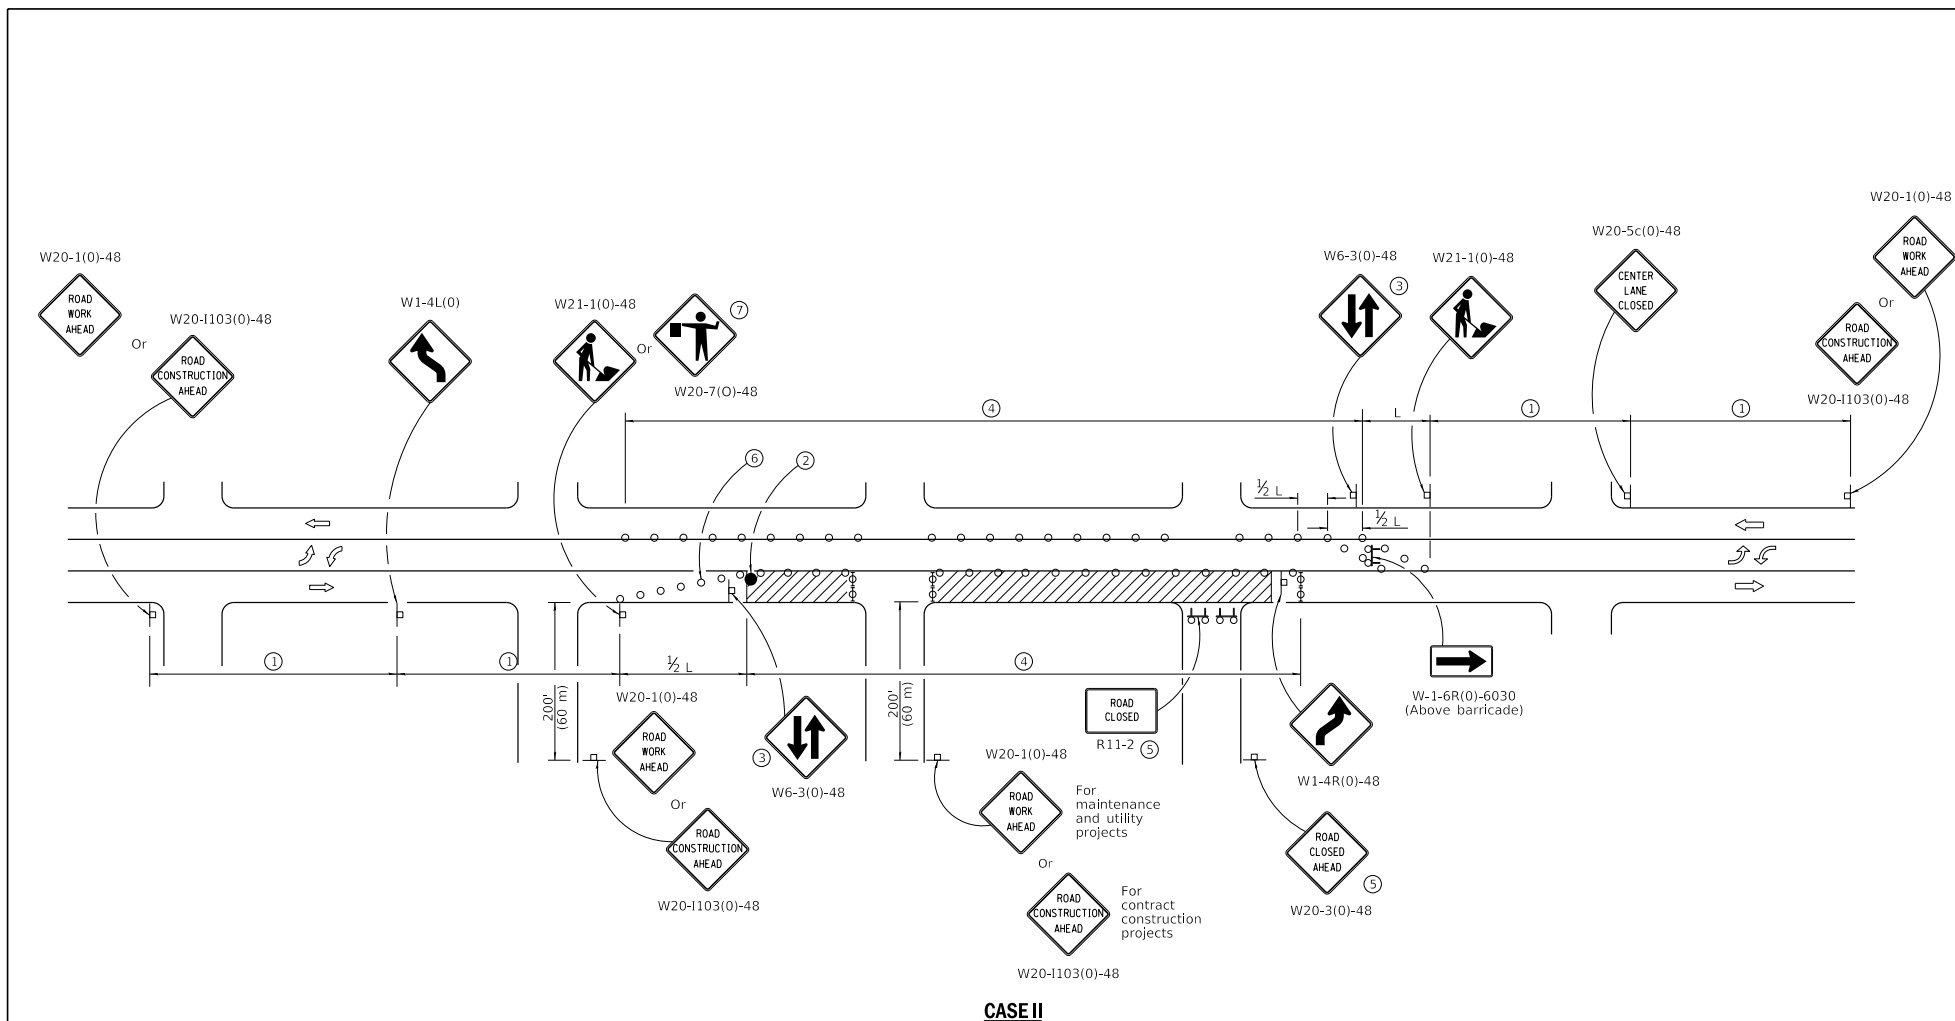 W20-1(0)-48
ROAD
WORK
AHEAD
Or
W20-I103(0)-48
ROAD
CONSTRUCTION
AHEAD
W1-4L(0)
W21-1(0)-48
Or
7
W20-7(O)-48
W6-3(0)-48
3
W21-1(0)-48
W20-5c(0)-48
CENTER
LANE
CLOSED
W20-1(0)-48
ROAD
WORK
AHEAD
Or
ROAD
CONSTRUCTION
AHEAD
W20-I103(0)-48
4
L
1
1
6
2
½ L
½ L
1
1
½ L
4
200'
(60 m)
200'
(60 m)
W20-1(0)-48
ROAD
WORK
AHEAD
Or
ROAD
CONSTRUCTION
AHEAD
W20-I103(0)-48
3
W6-3(0)-48
ROAD
CLOSED
R11-2
5
W20-1(0)-48
ROAD
WORK
AHEAD
For
maintenance
and utility
projects
Or
ROAD
CONSTRUCTION
AHEAD
For
contract
construction
projects
W20-I103(0)-48
W-1-6R(0)-6030
(Above barricade)
W1-4R(0)-48
ROAD
CLOSED
AHEAD
5
W20-3(0)-48
CASE II